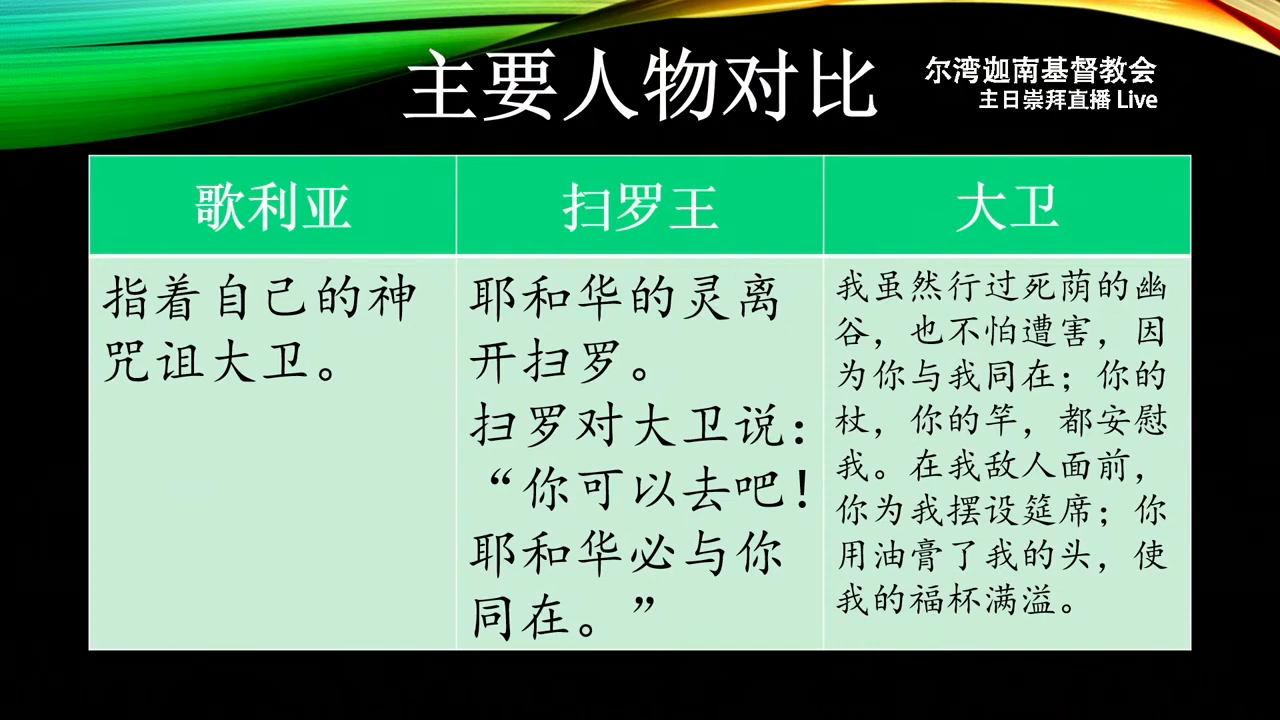 主要人物对比
尔湾迦南基督教会
主日崇拜直播 Live
歌利亚
扫罗王
大卫
指着自己的神
咒诅大卫。
耶和华的灵离
开扫罗。
扫罗对大卫说：
“你可以去吧！
耶和华必与你
同在。”
我虽然行过死荫的幽
谷，也不怕遭害，因
为你与我同在；你的
杖，你的竿，都安慰
我。在我敌人面前，
你为我摆设筵席；你
用油膏了我的头，使
我的福杯满溢。